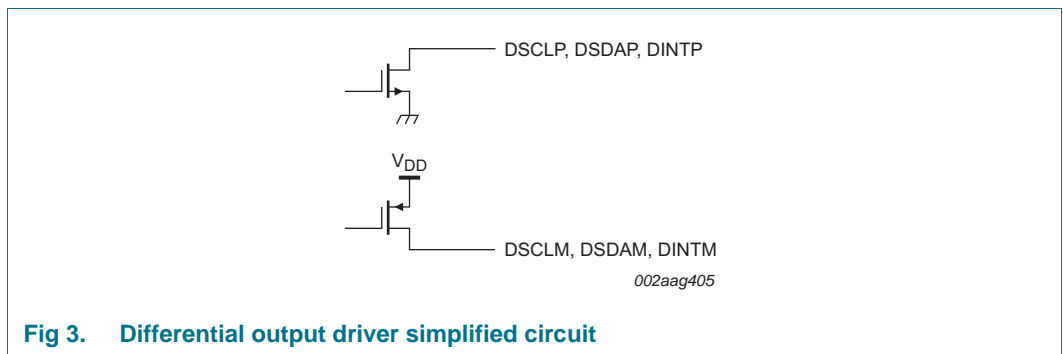 DSCLP, DSDAP, DINTP
VDD
DSCLM, DSDAM, DINTM
002aag405
Fig 3. Differential output driver simplified circuit